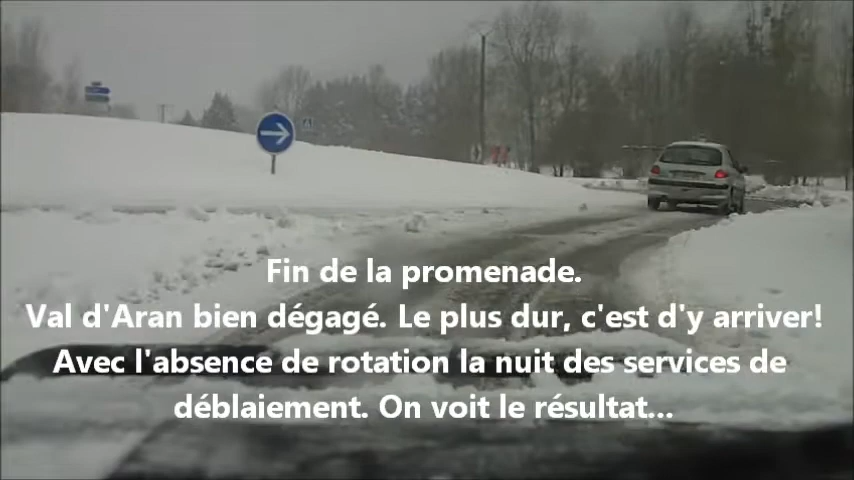 Fin de la promenade.
Val d'Aran bien dégagé. Le plus dur, c'est d'y arriver!
Avec l'absence de rotation la nuit des services de
déblaiement. On voit le résultat...